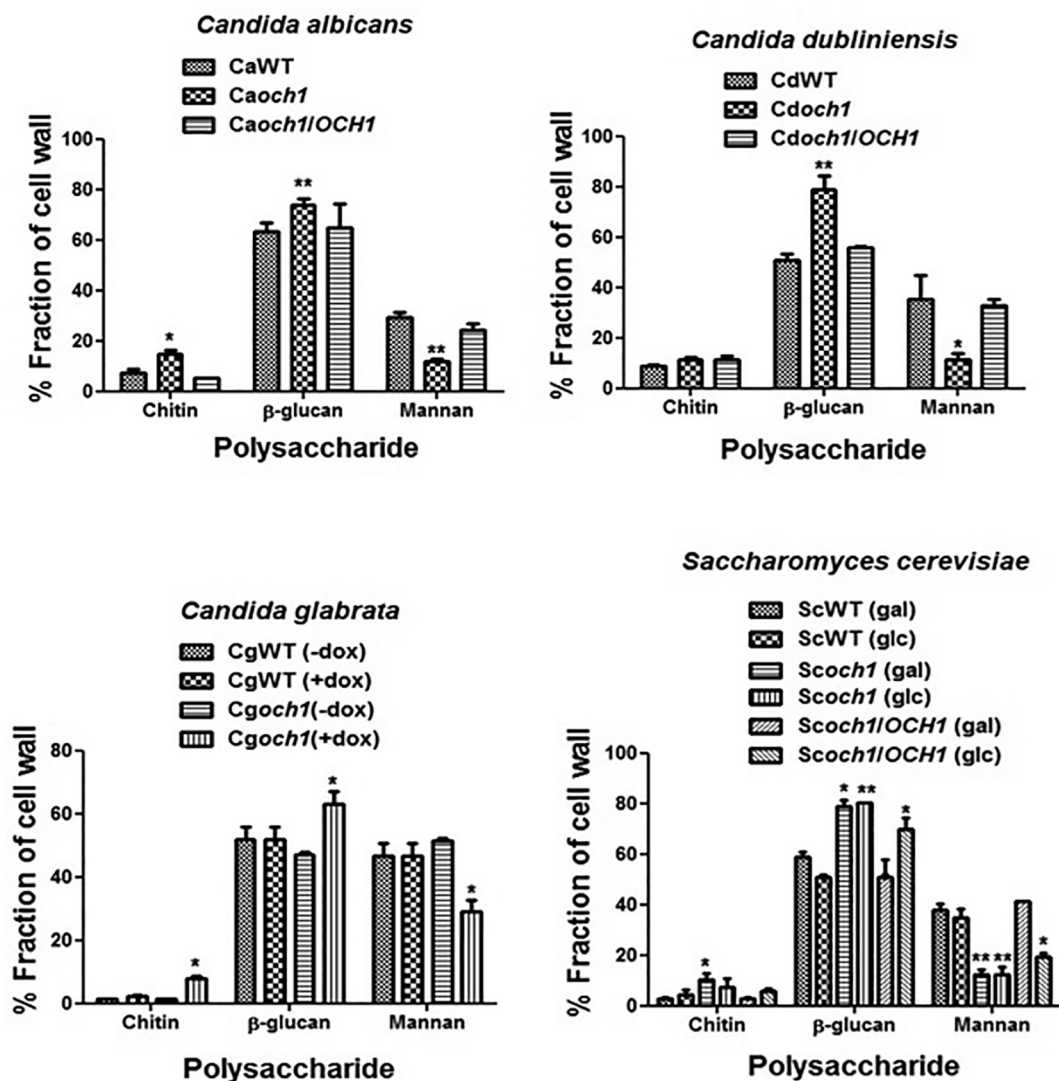 Candida albicans
CaWT
Caoch1
Caoch1/OCH1
% Fraction of cell wall
100
80
60
40
20
0
*
**
**
Chitin
β-glucan
Mannan
Polysaccharide
Candida dubliniensis
CdWT
Cdoch1
Cdoch1/OCH1
% Fraction of cell wall
100
80
60
40
20
0
**
*
Chitin
β-glucan
Mannan
Polysaccharide
Candida glabrata
CgWT (-dox)
CgWT (+dox)
Cgoch1(-dox)
Cgoch1(+dox)
% Fraction of cell wall
80
60
40
20
0
*
*
*
Chitin
β-glucan
Mannan
Polysaccharide
Saccharomyces cerevisiae
ScWT (gal)
ScWT (glc)
Scoch1 (gal)
Scoch1 (glc)
Scoch1/OCH1 (gal)
Scoch1/OCH1 (glc)
% Fraction of cell wall
100
80
60
40
20
0
*
* ** *
** ** *
Chitin
β-glucan
Mannan
Polysaccharide